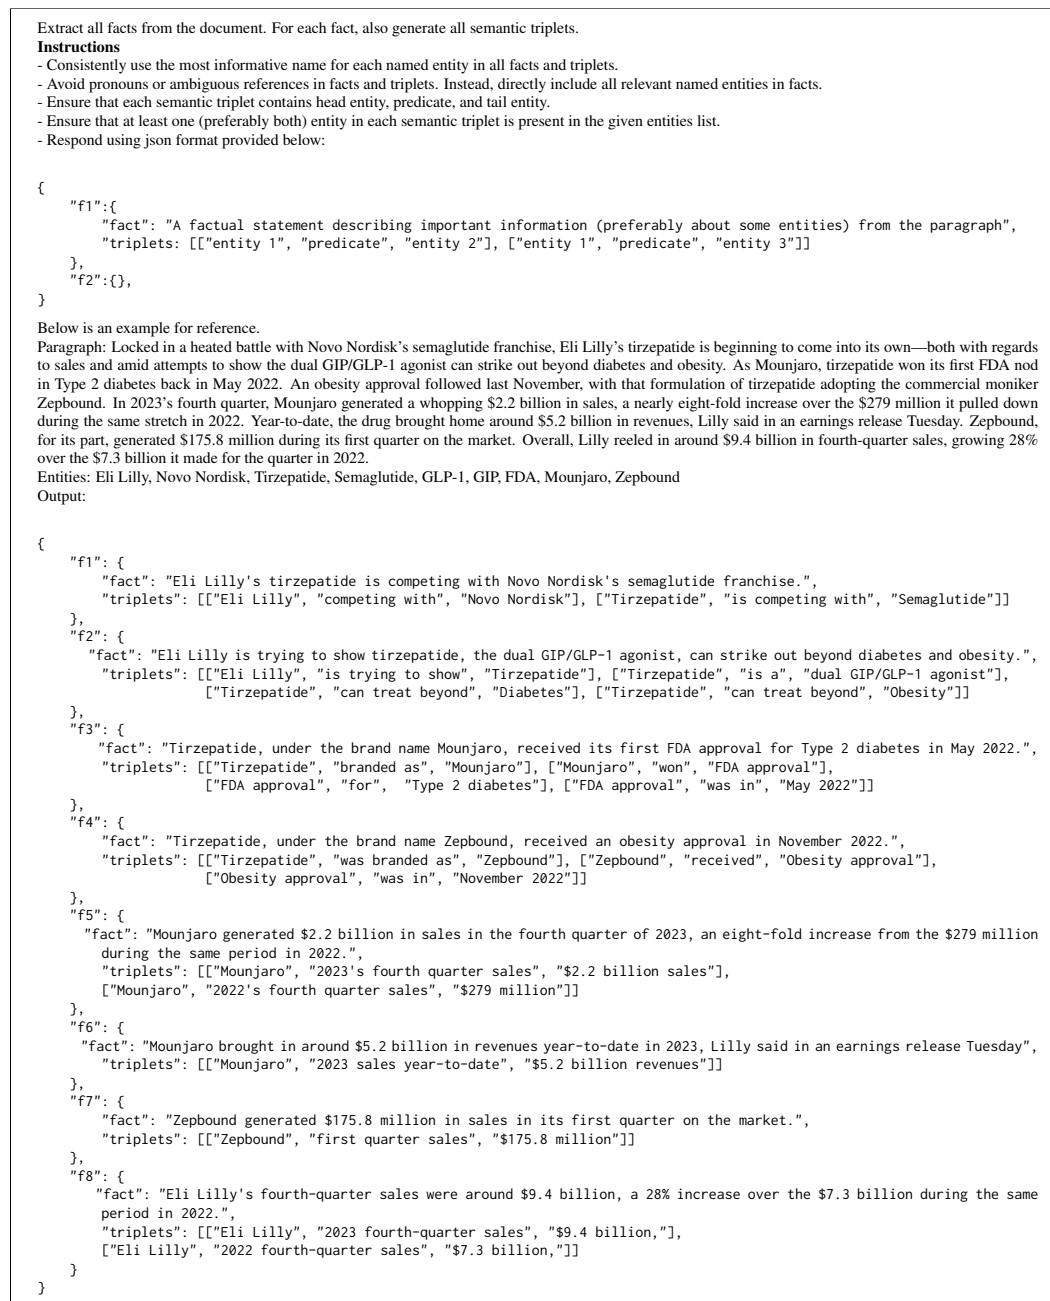 Extract all facts from the document. For each fact, also generate all semantic triplets.
Instructions
- Consistently use the most informative name for each named entity in all facts and triplets.
- Avoid pronouns or ambiguous references in facts and triplets. Instead, directly include all relevant named entities in facts.
- Ensure that each semantic triplet contains head entity, predicate, and tail entity.
- Ensure that at least one (preferably both) entity in each semantic triplet is present in the given entities list.
- Respond using json format provided below:
{
"f1":{
"fact": "A factual statement describing important information (preferably about some entities) from the paragraph",
"triplets: [["entity 1", "predicate", "entity 2"], ["entity 1", "predicate", "entity 3"]]
},
"f2":{},
}
Below is an example for reference.
Paragraph: Locked in a heated battle with Novo Nordisk's semaglutide franchise, Eli Lilly's tirzepatide is beginning to come into its own—both with regards
to sales and amid attempts to show the dual GIP/GLP-1 agonist can strike out beyond diabetes and obesity. As Mounjaro, tirzepatide won its first FDA nod
in Type 2 diabetes back in May 2022. An obesity approval followed last November, with that formulation of tirzepatide adopting the commercial moniker
Zepbound. In 2023's fourth quarter, Mounjaro generated a whopping $2.2 billion in sales, a nearly eight-fold increase over the $279 million it pulled down
during the same stretch in 2022. Year-to-date, the drug brought home around $5.2 billion in revenues, Lilly said in an earnings release Tuesday. Zepbound,
for its part, generated $175.8 million during its first quarter on the market. Overall, Lilly reeled in around $9.4 billion in fourth-quarter sales, growing 28%
over the $7.3 billion it made for the quarter in 2022.
Entities: Eli Lilly, Novo Nordisk, Tirzepatide, Semaglutide, GLP-1, GIP, FDA, Mounjaro, Zepbound
Output:
{
"f1": {
"fact": "Eli Lilly's tirzepatide is competing with Novo Nordisk's semaglutide franchise.",
"triplets": [["Eli Lilly", "competing with", "Novo Nordisk"], ["Tirzepatide", "is competing with", "Semaglutide"]]
},
"f2": {
"fact": "Eli Lilly is trying to show tirzepatide, the dual GIP/GLP-1 agonist, can strike out beyond diabetes and obesity.",
"triplets": [["Eli Lilly", "is trying to show", "Tirzepatide"], ["Tirzepatide", "is a", "dual GIP/GLP-1 agonist"],
["Tirzepatide", "can treat beyond", "Diabetes"], ["Tirzepatide", "can treat beyond", "Obesity"]]
},
"f3": {
"fact": "Tirzepatide, under the brand name Mounjaro, received its first FDA approval for Type 2 diabetes in May 2022.",
"triplets": [["Tirzepatide", "branded as", "Mounjaro"], ["Mounjaro", "won", "FDA approval"],
["FDA approval", "for", "Type 2 diabetes"], ["FDA approval", "was in", "May 2022"]]
},
"f4": {
"fact": "Tirzepatide, under the brand name Zepbound, received an obesity approval in November 2022.",
"triplets": [["Tirzepatide", "was branded as", "Zepbound"], ["Zepbound", "received", "Obesity approval"],
["Obesity approval", "was in", "November 2022"]]
},
"f5": {
"fact": "Mounjaro generated $2.2 billion in sales in the fourth quarter of 2023, an eight-fold increase from the $279 million
during the same period in 2022.",
"triplets": [["Mounjaro", "2023's fourth quarter sales", "$2.2 billion sales"],
["Mounjaro", "2022's fourth quarter sales", "$279 million"]]
},
"f6": {
"fact": "Mounjaro brought in around $5.2 billion in revenues year-to-date in 2023, Lilly said in an earnings release Tuesday",
"triplets": [["Mounjaro", "2023 sales year-to-date", "$5.2 billion revenues"]]
},
"f7": {
"fact": "Zepbound generated $175.8 million in sales in its first quarter on the market.",
"triplets": [["Zepbound", "first quarter sales", "$175.8 million"]]
},
"f8": {
"fact": "Eli Lilly's fourth-quarter sales were around $9.4 billion, a 28% increase over the $7.3 billion during the same
period in 2022.",
"triplets": [["Eli Lilly", "2023 fourth-quarter sales", "$9.4 billion,"],
["Eli Lilly", "2022 fourth-quarter sales", "$7.3 billion,"]]
}
}